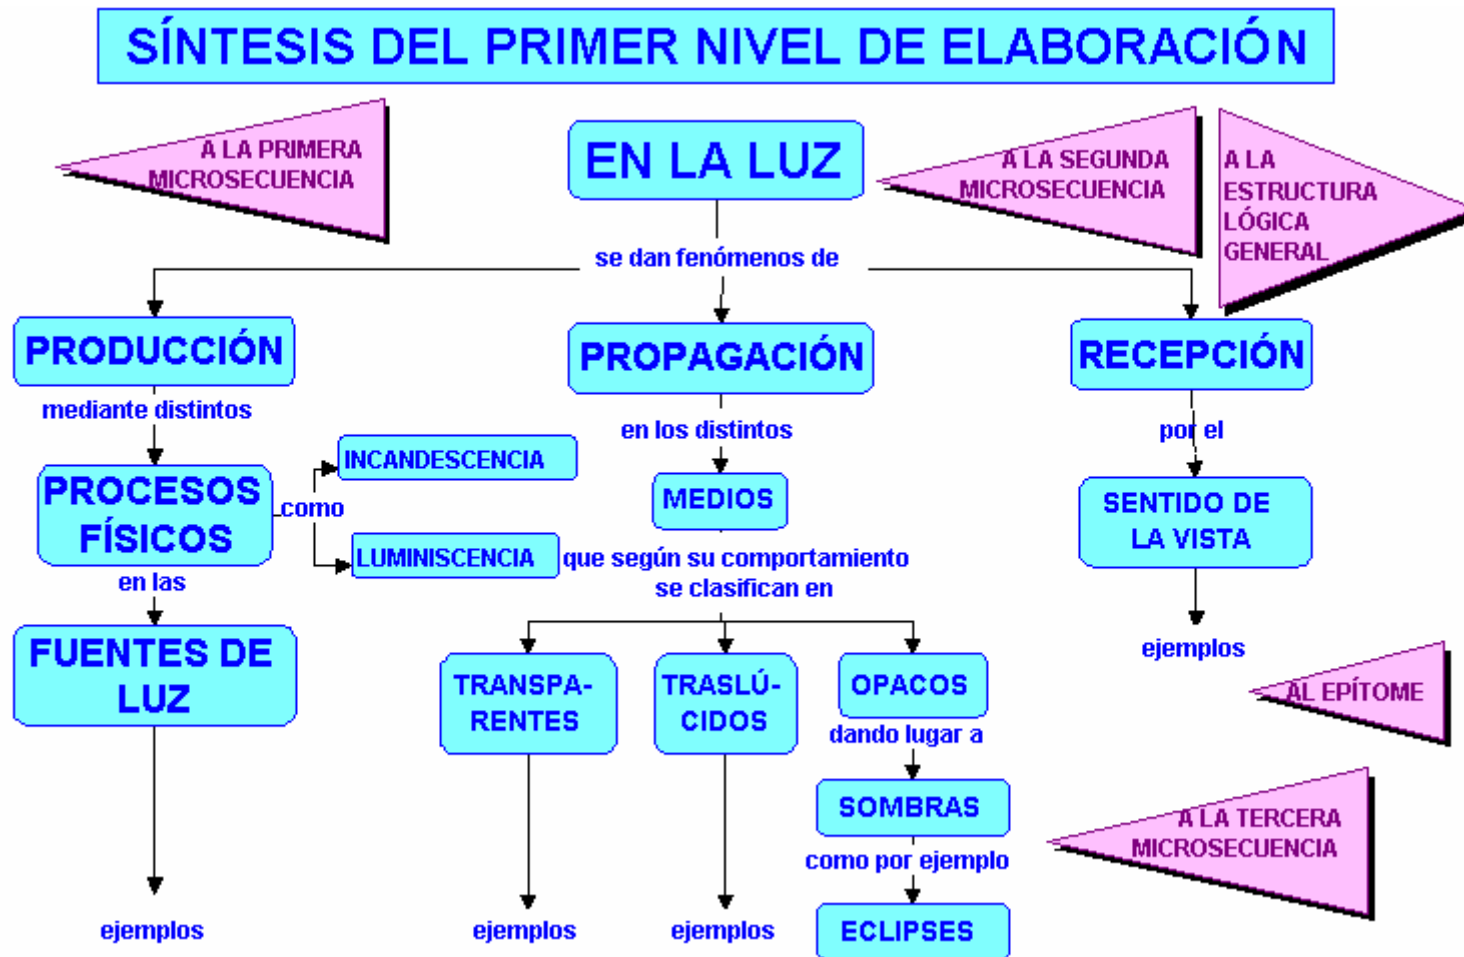 SÍNTESIS DEL PRIMER NIVEL DE ELABORACIÓN
A LA PRIMERA
MICROSECUENCIA
EN LA LUZ
A LA SEGUNDA
MICROSECUENCIA
A LA
ESTRUCTURA
LÓGICA
GENERAL
se dan fenómenos de
PRODUCCIÓN
PROPAGACIÓN
RECEPCIÓN
mediante distintos
en los distintos
por el
PROCESOS
FÍSICOS
como
INCANDESCENCIA
LUMINISCENCIA
MEDIOS
SENTIDO DE
LA VISTA
en las
que según su comportamiento
se clasifican en
FUENTES DE
LUZ
TRANSPA-
RENTES
TRASLÚ-
CIDOS
OPACOS
ejemplos
AL EPÍTOME
dando lugar a
SOMBRAS
A LA TERCERA
MICROSECUENCIA
como por ejemplo
ejemplos
ejemplos
ejemplos
ECLIPSES